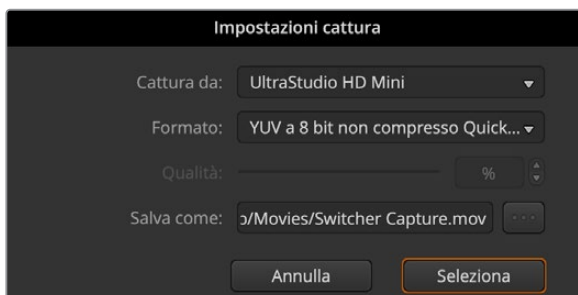 Impostazioni cattura
Cattura da: UltraStudio HD Mini
Formato: YUV a 8 bit non compresso Quick...
Qualità: %
Salva come: o/Movies/Switcher Capture.mov ...
Annulla Seleziona